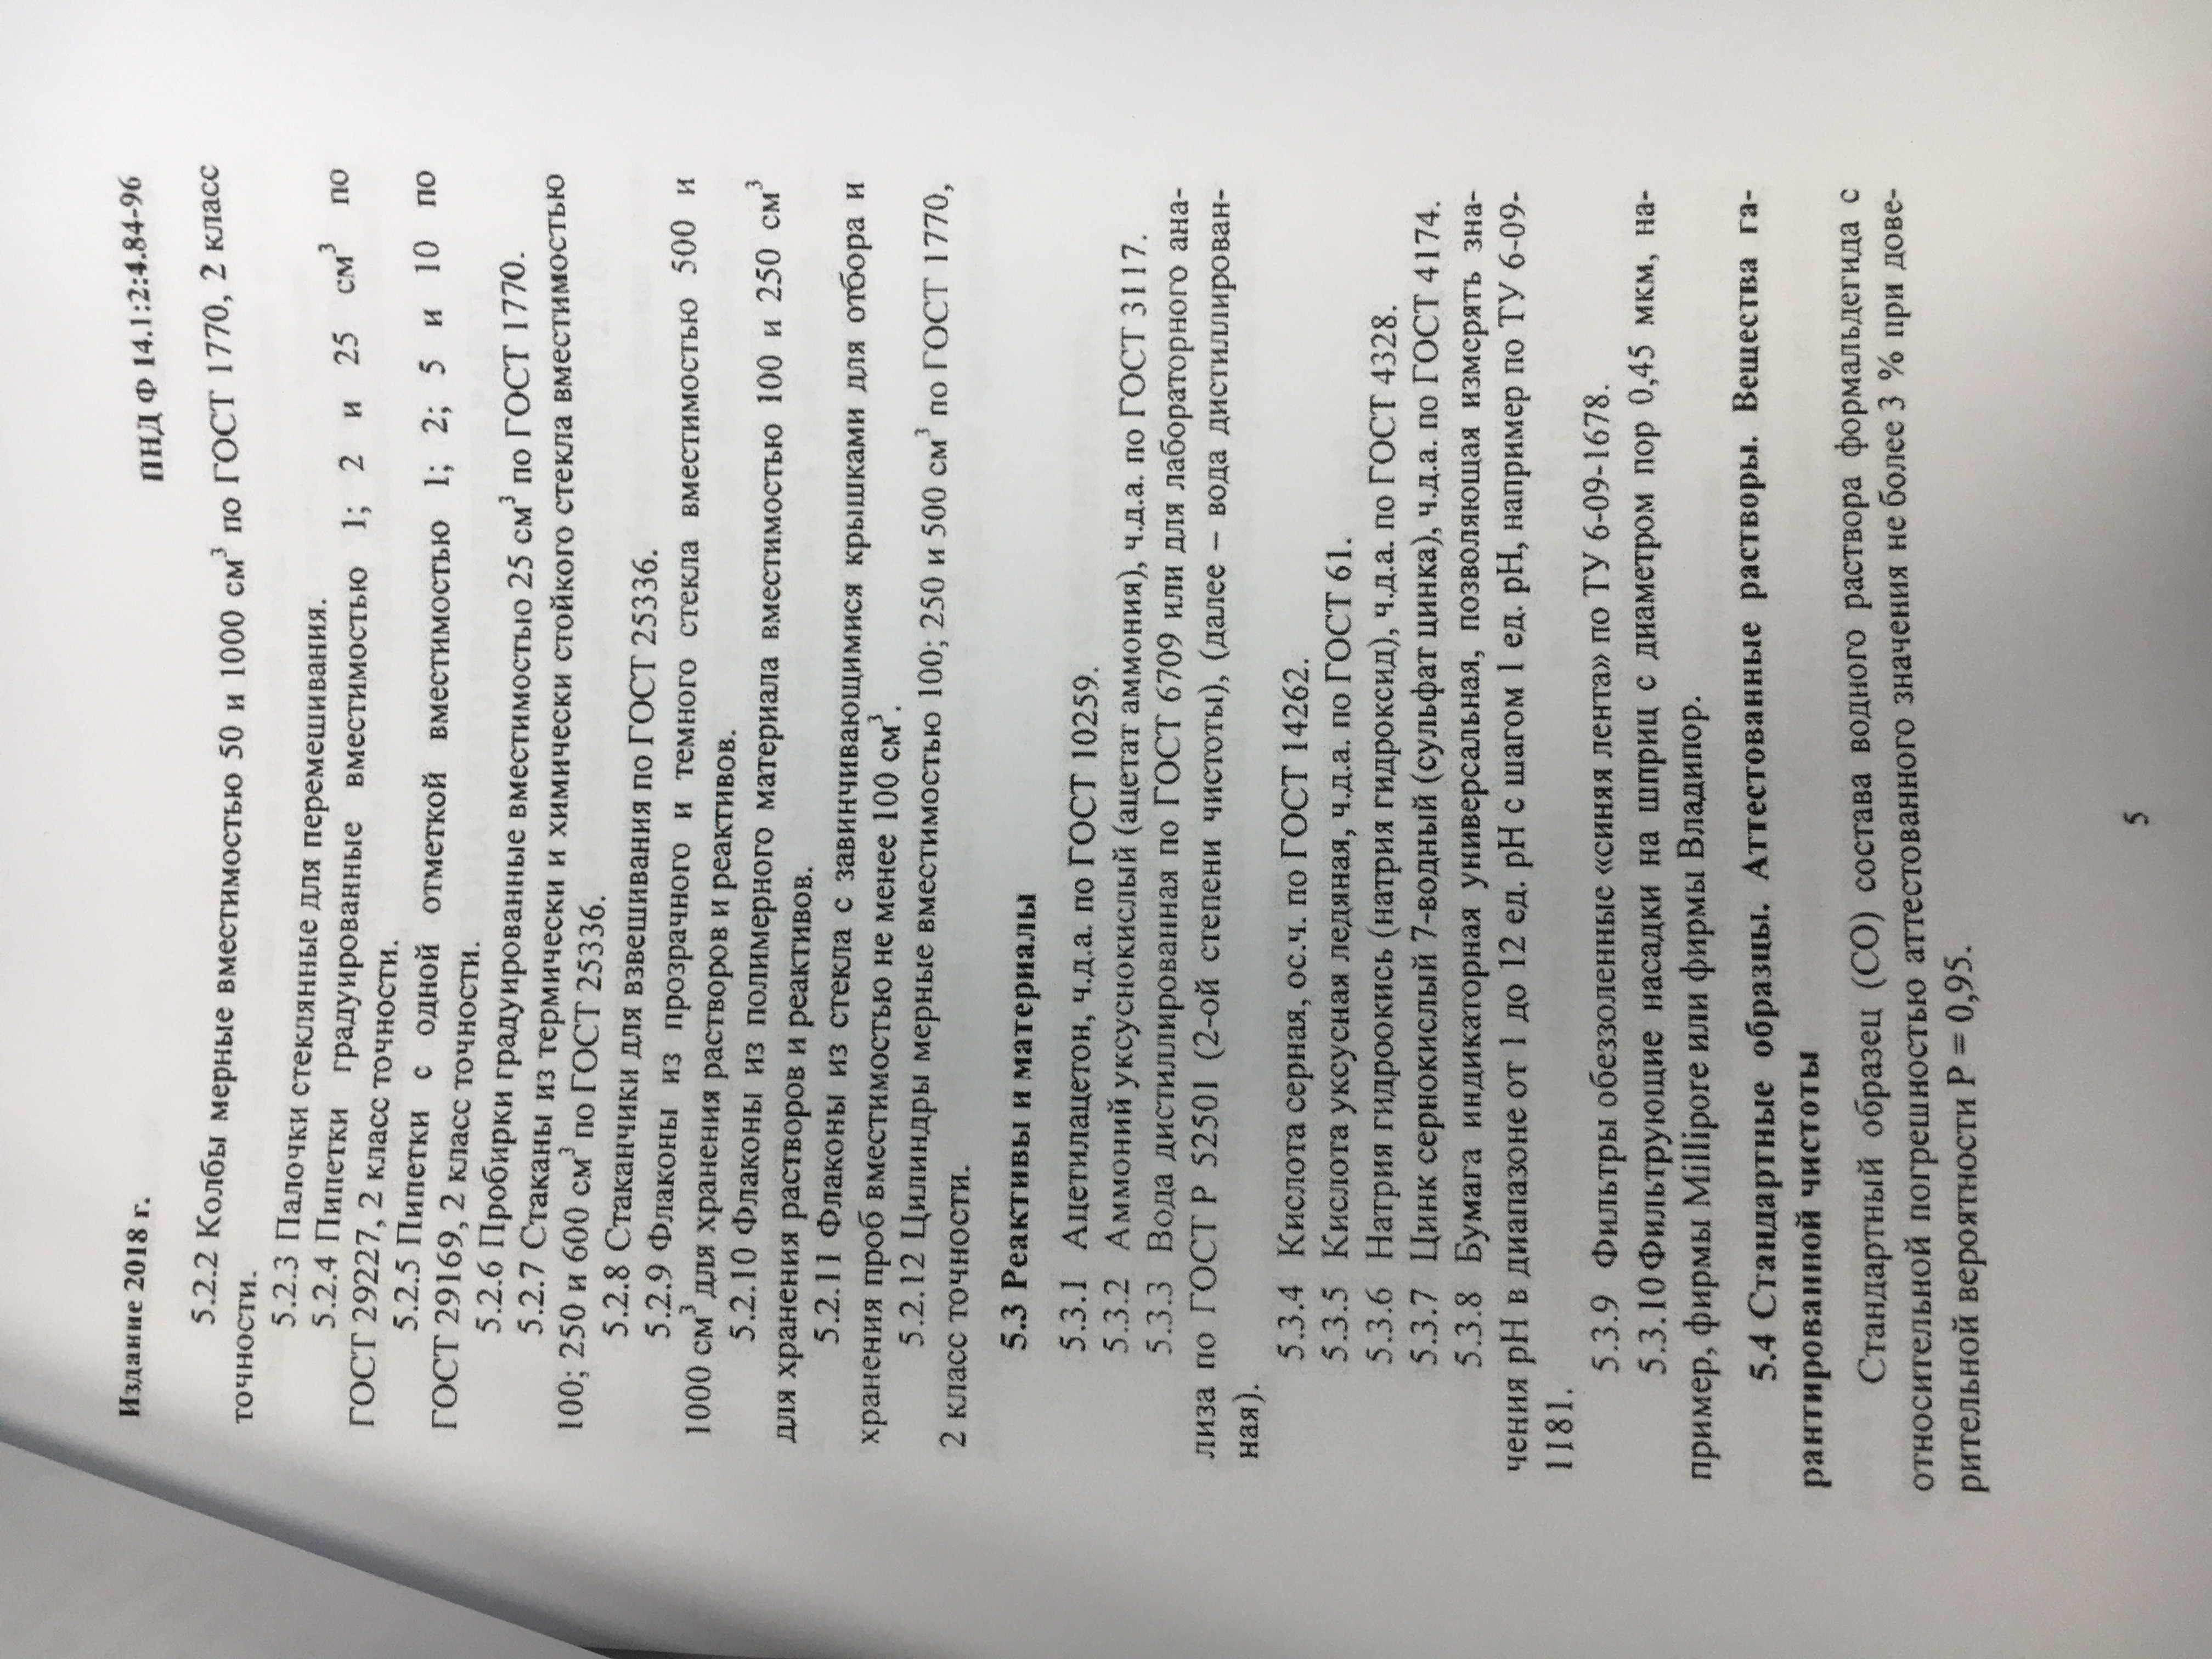 Издание 2018 г. ПНД Ф 14.1:2:4.84-96
5.2.2 Колбы мерные вместимостью 50 и 1000 см³ по ГОСТ 1770, 2 класс
точности.
5.2.3 Палочки стеклянные для перемешивания.
5.2.4 Пипетки градуированные вместимостью 1; 2 и 25 см³ по
ГОСТ 29227, 2 класс точности.
5.2.5 Пипетки с одной отметкой вместимостью 1; 2; 5 и 10 по
ГОСТ 29169, 2 класс точности.
5.2.6 Пробирки градуированные вместимостью 25 см³ по ГОСТ 1770.
5.2.7 Стаканы из термически и химически стойкого стекла вместимостью
100; 250 и 600 см³ по ГОСТ 25336.
5.2.8 Стаканчики для взвешивания по ГОСТ 25336.
5.2.9 Флаконы из прозрачного и темного стекла вместимостью 500 и
1000 см³ для хранения растворов и реактивов.
5.2.10 Флаконы из полимерного материала вместимостью 100 и 250 см³
для хранения растворов и реактивов.
5.2.11 Флаконы из стекла с завинчивающимися крышками для отбора и
хранения проб вместимостью не менее 100 см³.
5.2.12 Цилиндры мерные вместимостью 100; 250 и 500 см³ по ГОСТ 1770,
2 класс точности.
5.3 Реактивы и материалы
5.3.1 Ацетилацетон, ч.д.а. по ГОСТ 10259.
5.3.2 Аммоний уксуснокислый (ацетат аммония), ч.д.а. по ГОСТ 3117.
5.3.3 Вода дистиллированная по ГОСТ 6709 или для лабораторного ана-
лиза по ГОСТ Р 52501 (2-ой степени чистоты), (далее – вода дистиллирован-
ная).
5.3.4 Кислота серная, ос.ч. по ГОСТ 14262.
5.3.5 Кислота уксусная ледяная, ч.д.а. по ГОСТ 61.
5.3.6 Натрия гидроокись (натрия гидроксид), ч.д.а. по ГОСТ 4328.
5.3.7 Цинк сернокислый 7-водный (сульфат цинка), ч.д.а. по ГОСТ 4174.
5.3.8 Бумага индикаторная универсальная, позволяющая измерять зна-
чения рН в диапазоне от 1 до 12 ед. рН с шагом 1 ед. рН, например по ТУ 6-09-
1181.
5.3.9 Фильтры обеззоленные «синяя лента» по ТУ 6-09-1678.
5.3.10 Фильтрующие насадки на шприц с диаметром пор 0,45 мкм, на-
пример, фирмы Millipore или фирмы Владипор.
5.4 Стандартные образцы. Аттестованные растворы. Вещества га-
рантированной чистоты
Стандартный образец (СО) состава водного раствора формальдегида с
относительной погрешностью аттестованного значения не более 3 % при дове-
рительной вероятности Р = 0,95.
5